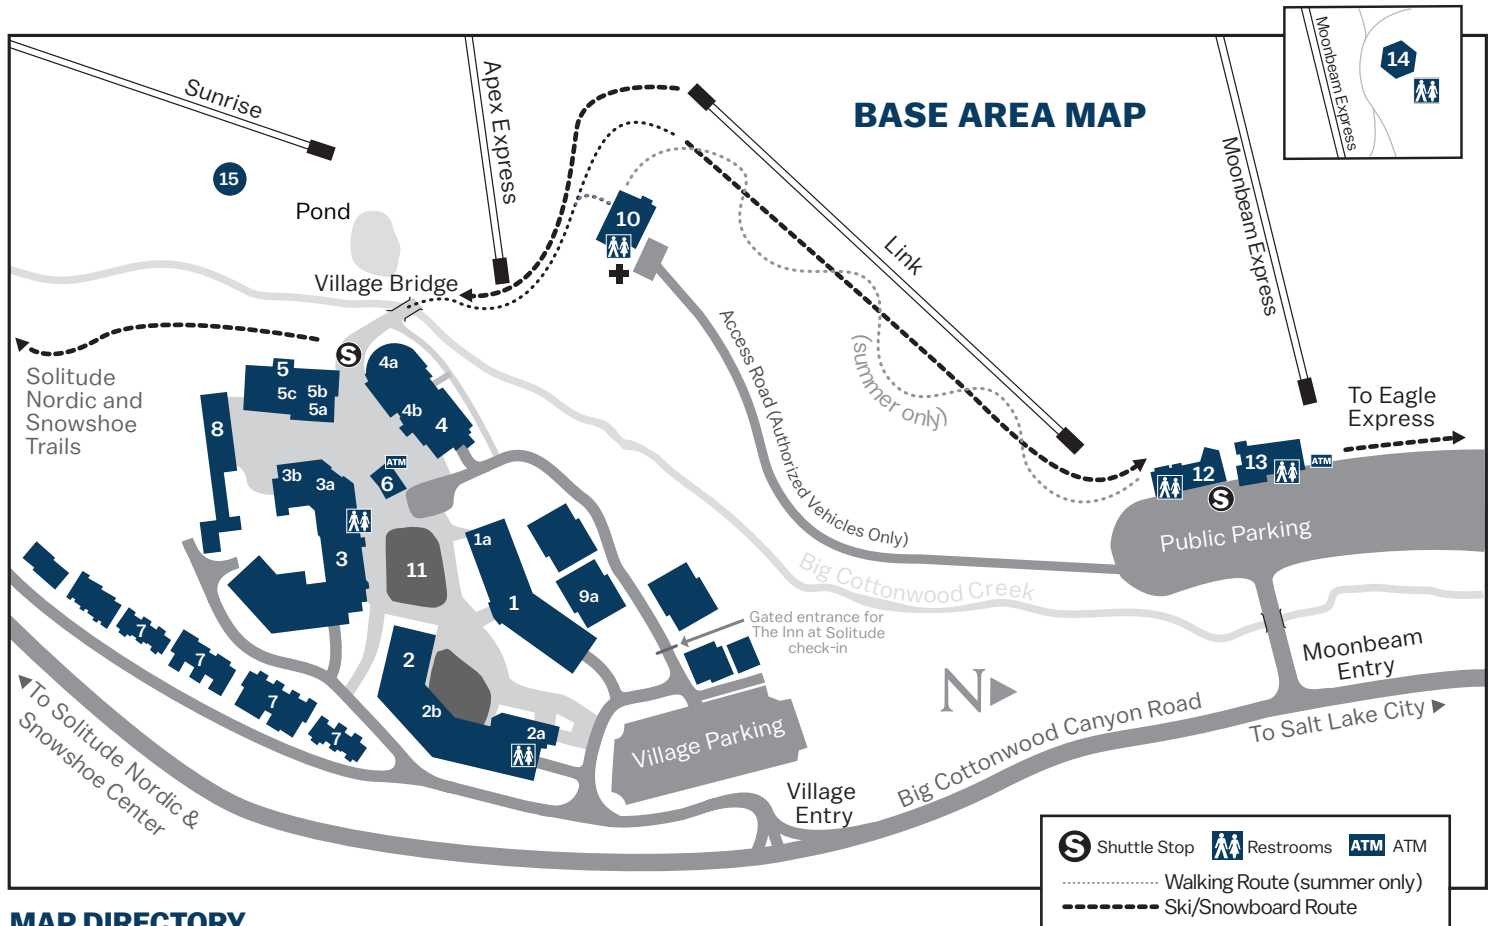 BASE AREA MAP
Sunrise
Apex Express
Link
Moonbeam Express
Moonbeam Express
14
15
Pond
Village Bridge
10
Access Road (Authorized Vehicles Only)
(summer only)
To Eagle
Express
Solitude
Nordic and
Snowshoe
Trails
S
5
5c
5b
5a
4a
4b
4
8
3b
3a
3
ATM
6
11
1a
1
9a
12
S
13
ATM
Public Parking
Big Cottonwood Creek
Gated entrance for
The Inn at Solitude
check-in
2
2b
2a
7
7
7
7
N
Moonbeam
Entry
To Salt Lake City
Big Cottonwood Canyon Road
Village Parking
Village
Entry
To Solitude Nordic &
Snowshoe Center
S Shuttle Stop
Restrooms
ATM ATM
Walking Route (summer only)
Ski/Snowboard Route
MAP DIRECTORY